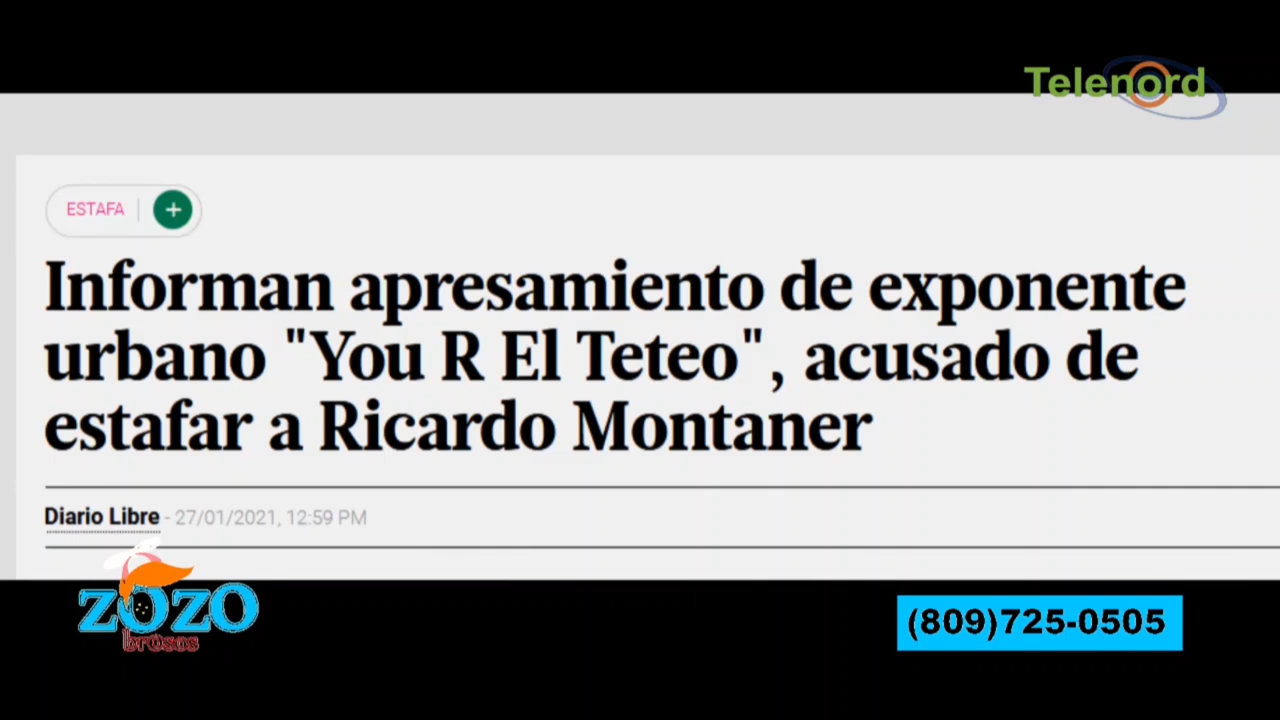 Telenord
ESTAFA
Informan apresamiento de exponente
urbano "You R El Teteo", acusado de
estafar a Ricardo Montaner
Diario Libre - 27/01/2021, 12:59 PM
ZOZO
brosos
(809)725-0505